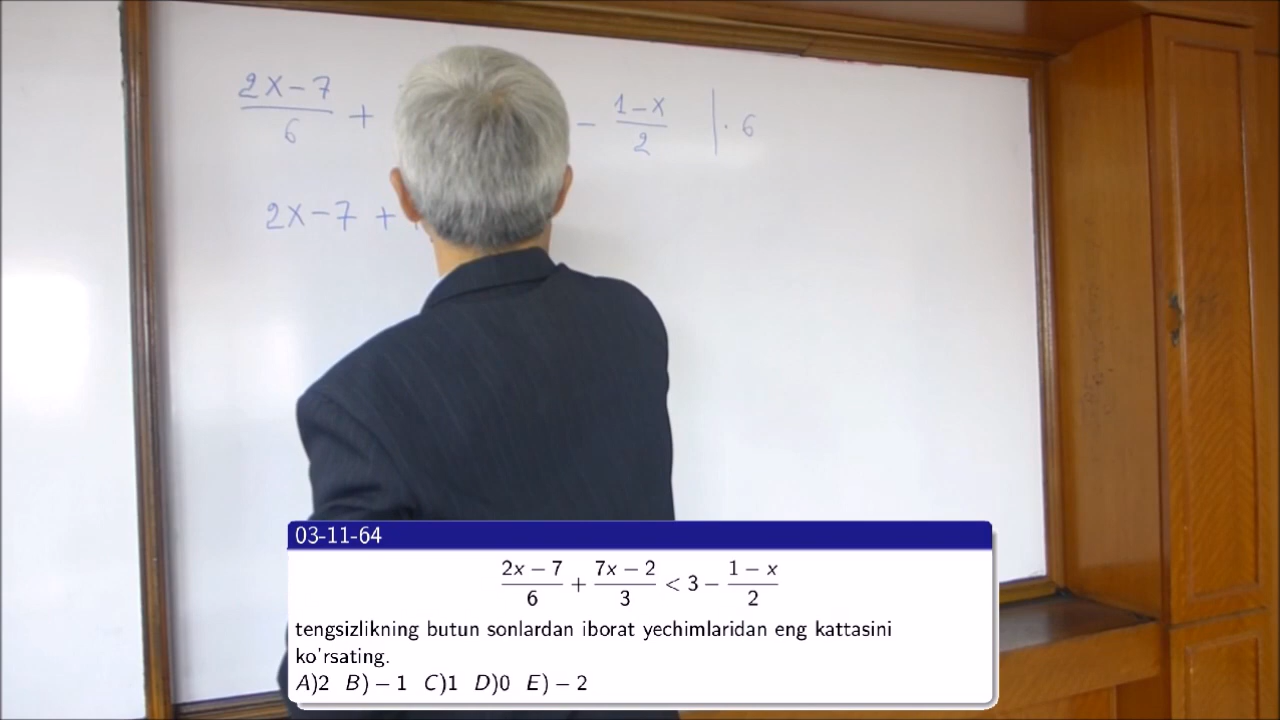 2x-7/6 + - 1-x/2 | · 6
2x-7 +
03-11-64
2x − 7/6 + 7x − 2/3 < 3 − 1 − x/2
tengsizlikning butun sonlardan iborat yechimlaridan eng kattasini
ko'rsating.
A)2 B) − 1 C)1 D)0 E) − 2